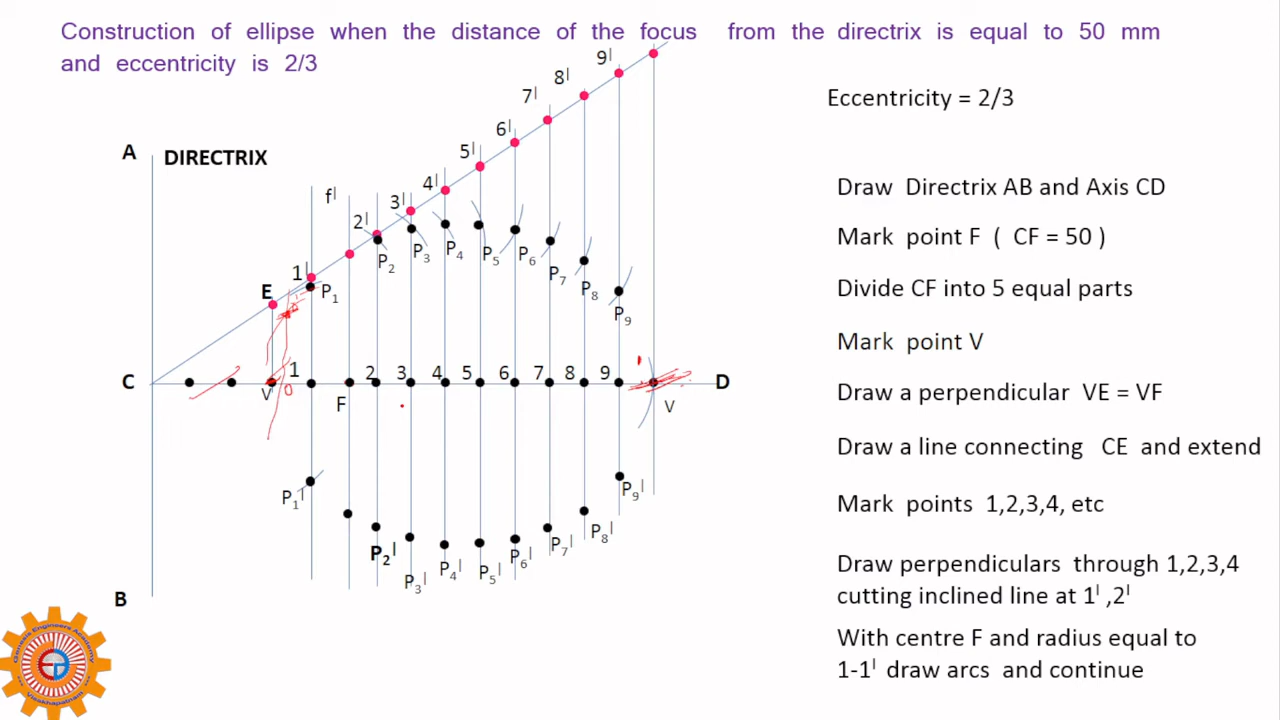 Construction of ellipse when the distance of the focus from the directrix is equal to 50 mm
and eccentricity is 2/3
Eccentricity = 2/3
Draw Directrix AB and Axis CD
Mark point F ( CF = 50 )
Divide CF into 5 equal parts
Mark point V
Draw a perpendicular VE = VF
Draw a line connecting CE and extend
Mark points 1,2,3,4, etc
Draw perpendiculars through 1,2,3,4
cutting inclined line at 1ˡ ,2ˡ
With centre F and radius equal to
1-1ˡ draw arcs and continue
A
DIRECTRIX
E
1ˡ
fˡ
2ˡ
3ˡ
4ˡ
5ˡ
6ˡ
7ˡ
8ˡ
9ˡ
P₁
P₂
P₃
P₄
P₅
P₆
P₇
P₈
P₉
C
V
1
F
2
3
4
5
6
7
8
9
V
D
P₁ˡ
P₂ˡ
P₃ˡ
P₄ˡ
P₅ˡ
P₆ˡ
P₇ˡ
P₈ˡ
P₉ˡ
B
Genesis Engineers Academy
Visakhapatnam